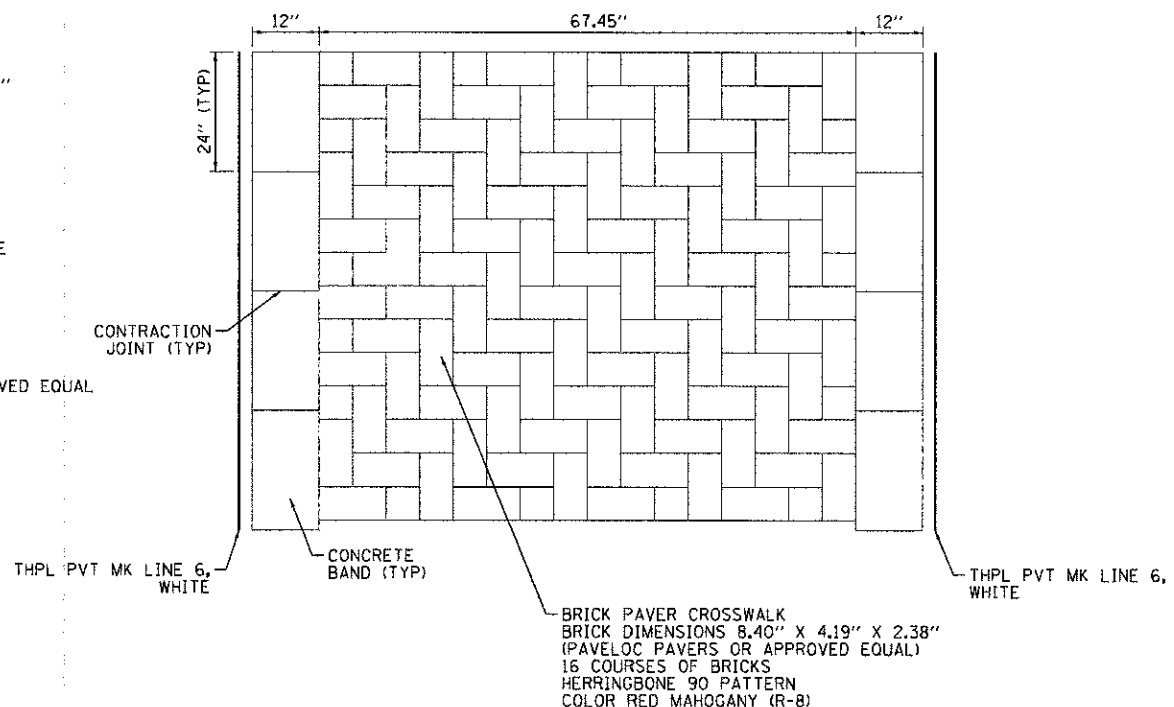 12"
67.45"
12"
"
24" (TYP)
E
CONTRACTION
JOINT (TYP)
VED EQUAL
THPL PVT MK LINE 6,
WHITE
CONCRETE
BAND (TYP)
THPL PVT MK LINE 6,
WHITE
BRICK PAVER CROSSWALK
BRICK DIMENSIONS 8.40" X 4.19" X 2.38"
(PAVELOC PAVERS OR APPROVED EQUAL)
16 COURSES OF BRICKS
HERRINGBONE 90 PATTERN
COLOR RED MAHOGANY (R-8)